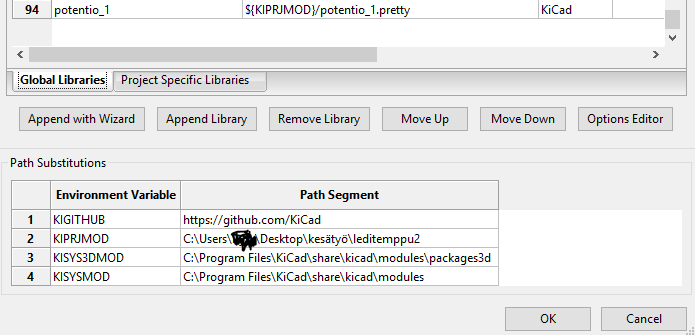 94 potentio_1 ${KIPRJMOD}/potentio_1.pretty KiCad
Global Libraries Project Specific Libraries
Append with Wizard Append Library Remove Library Move Up Move Down Options Editor
Path Substitutions
Environment Variable Path Segment
1 KIGITHUB https://github.com/KiCad
2 KIPRJMOD C:\Users\ \Desktop\kesätyö\leditemppu2
3 KISYS3DMOD C:\Program Files\KiCad\share\kicad\modules\packages3d
4 KISYSMOD C:\Program Files\KiCad\share\kicad\modules
OK Cancel